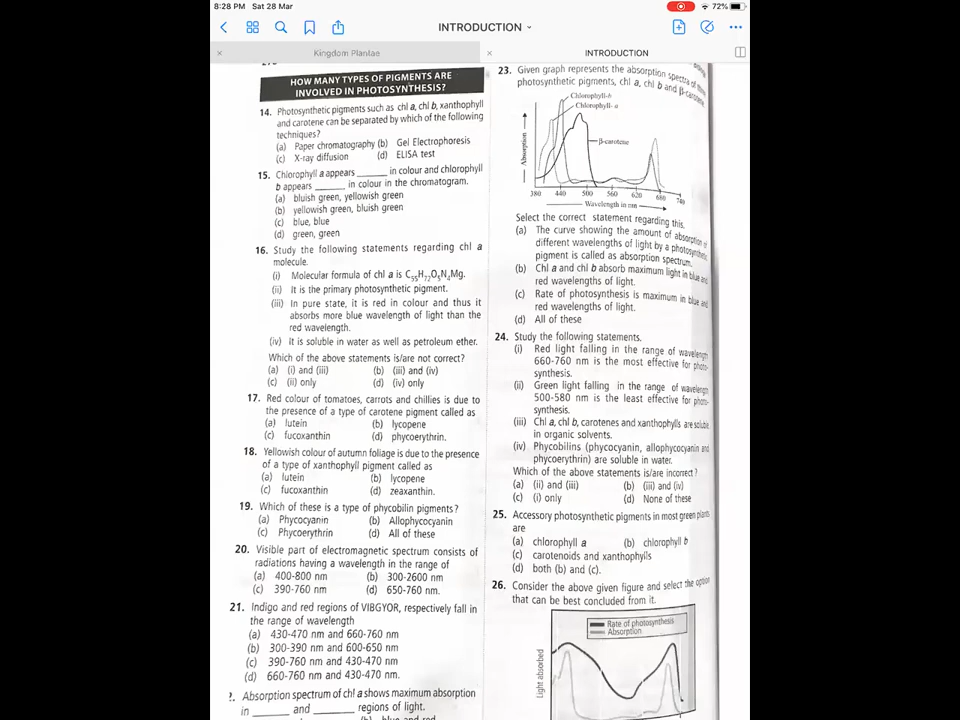 8:28 PM Sat 28 Mar
72%
INTRODUCTION
Kingdom Plantae
INTRODUCTION
HOW MANY TYPES OF PIGMENTS ARE
INVOLVED IN PHOTOSYNTHESIS?
14. Photosynthetic pigments such as chl a, chl b, xanthophyll
and carotene can be separated by which of the following
techniques?
(a) Paper chromatography (b) Gel Electrophoresis
(c) X-ray diffusion (d) ELISA test
15. Chlorophyll a appears ______ in colour and chlorophyll
b appears ______ in colour in the chromatogram.
(a) bluish green, yellowish green
(b) yellowish green, bluish green
(c) blue, blue
(d) green, green
16. Study the following statements regarding chl a
molecule.
(i) Molecular formula of chl a is C55H72O5N4Mg.
(ii) It is the primary photosynthetic pigment.
(iii) In pure state, it is red in colour and thus it
absorbs more blue wavelength of light than the
red wavelength.
(iv) It is soluble in water as well as petroleum ether.
Which of the above statements is/are not correct?
(a) (i) and (iii) (b) (iii) and (iv)
(c) (ii) only (d) (iv) only
17. Red colour of tomatoes, carrots and chillies is due to
the presence of a type of carotene pigment called as
(a) lutein (b) lycopene
(c) fucoxanthin (d) phycoerythrin.
18. Yellowish colour of autumn foliage is due to the presence
of a type of xanthophyll pigment called as
(a) lutein (b) lycopene
(c) fucoxanthin (d) zeaxanthin.
19. Which of these is a type of phycobilin pigments?
(a) Phycocyanin (b) Allophycocyanin
(c) Phycoerythrin (d) All of these
20. Visible part of electromagnetic spectrum consists of
radiations having a wavelength in the range of
(a) 400-800 nm (b) 300-2600 nm
(c) 390-760 nm (d) 650-760 nm.
21. Indigo and red regions of VIBGYOR, respectively fall in
the range of wavelength
(a) 430-470 nm and 660-760 nm
(b) 300-390 nm and 600-650 nm
(c) 390-760 nm and 430-470 nm
(d) 660-760 nm and 430-470 nm.
Absorption spectrum of chl a shows maximum absorption
in ______ and ______ regions of light.
23. Given graph represents the absorption spectra of
photosynthetic pigments, chl a, chl b and β-carotene
Chlorophyll-b
Chlorophyll- a
β-carotene
Absorption
380 440 500 560 620 680 740
Wavelength in nm
Select the correct statement regarding this.
(a) The curve showing the amount of absorption of
different wavelengths of light by a photosynthetic
pigment is called as absorption spectrum.
(b) Chl a and chl b absorb maximum light in blue and
red wavelengths of light.
(c) Rate of photosynthesis is maximum in blue and
red wavelengths of light.
(d) All of these
24. Study the following statements.
(i) Red light falling in the range of wavelength
660-760 nm is the most effective for photo-
synthesis.
(ii) Green light falling in the range of wavelength
500-580 nm is the least effective for photo-
synthesis.
(iii) Chl a, chl b, carotenes and xanthophylls are soluble
in organic solvents.
(iv) Phycobilins (phycocyanin, allophycocyanin and
phycoerythrin) are soluble in water.
Which of the above statements is/are incorrect?
(a) (ii) and (iii) (b) (iii) and (iv)
(c) (i) only (d) None of these
25. Accessory photosynthetic pigments in most green plants
are
(a) chlorophyll a (b) chlorophyll b
(c) carotenoids and xanthophylls
(d) both (b) and (c).
26. Consider the above given figure and select the option
that can be best concluded from it.
Rate of photosynthesis
Absorption
Light absorbed